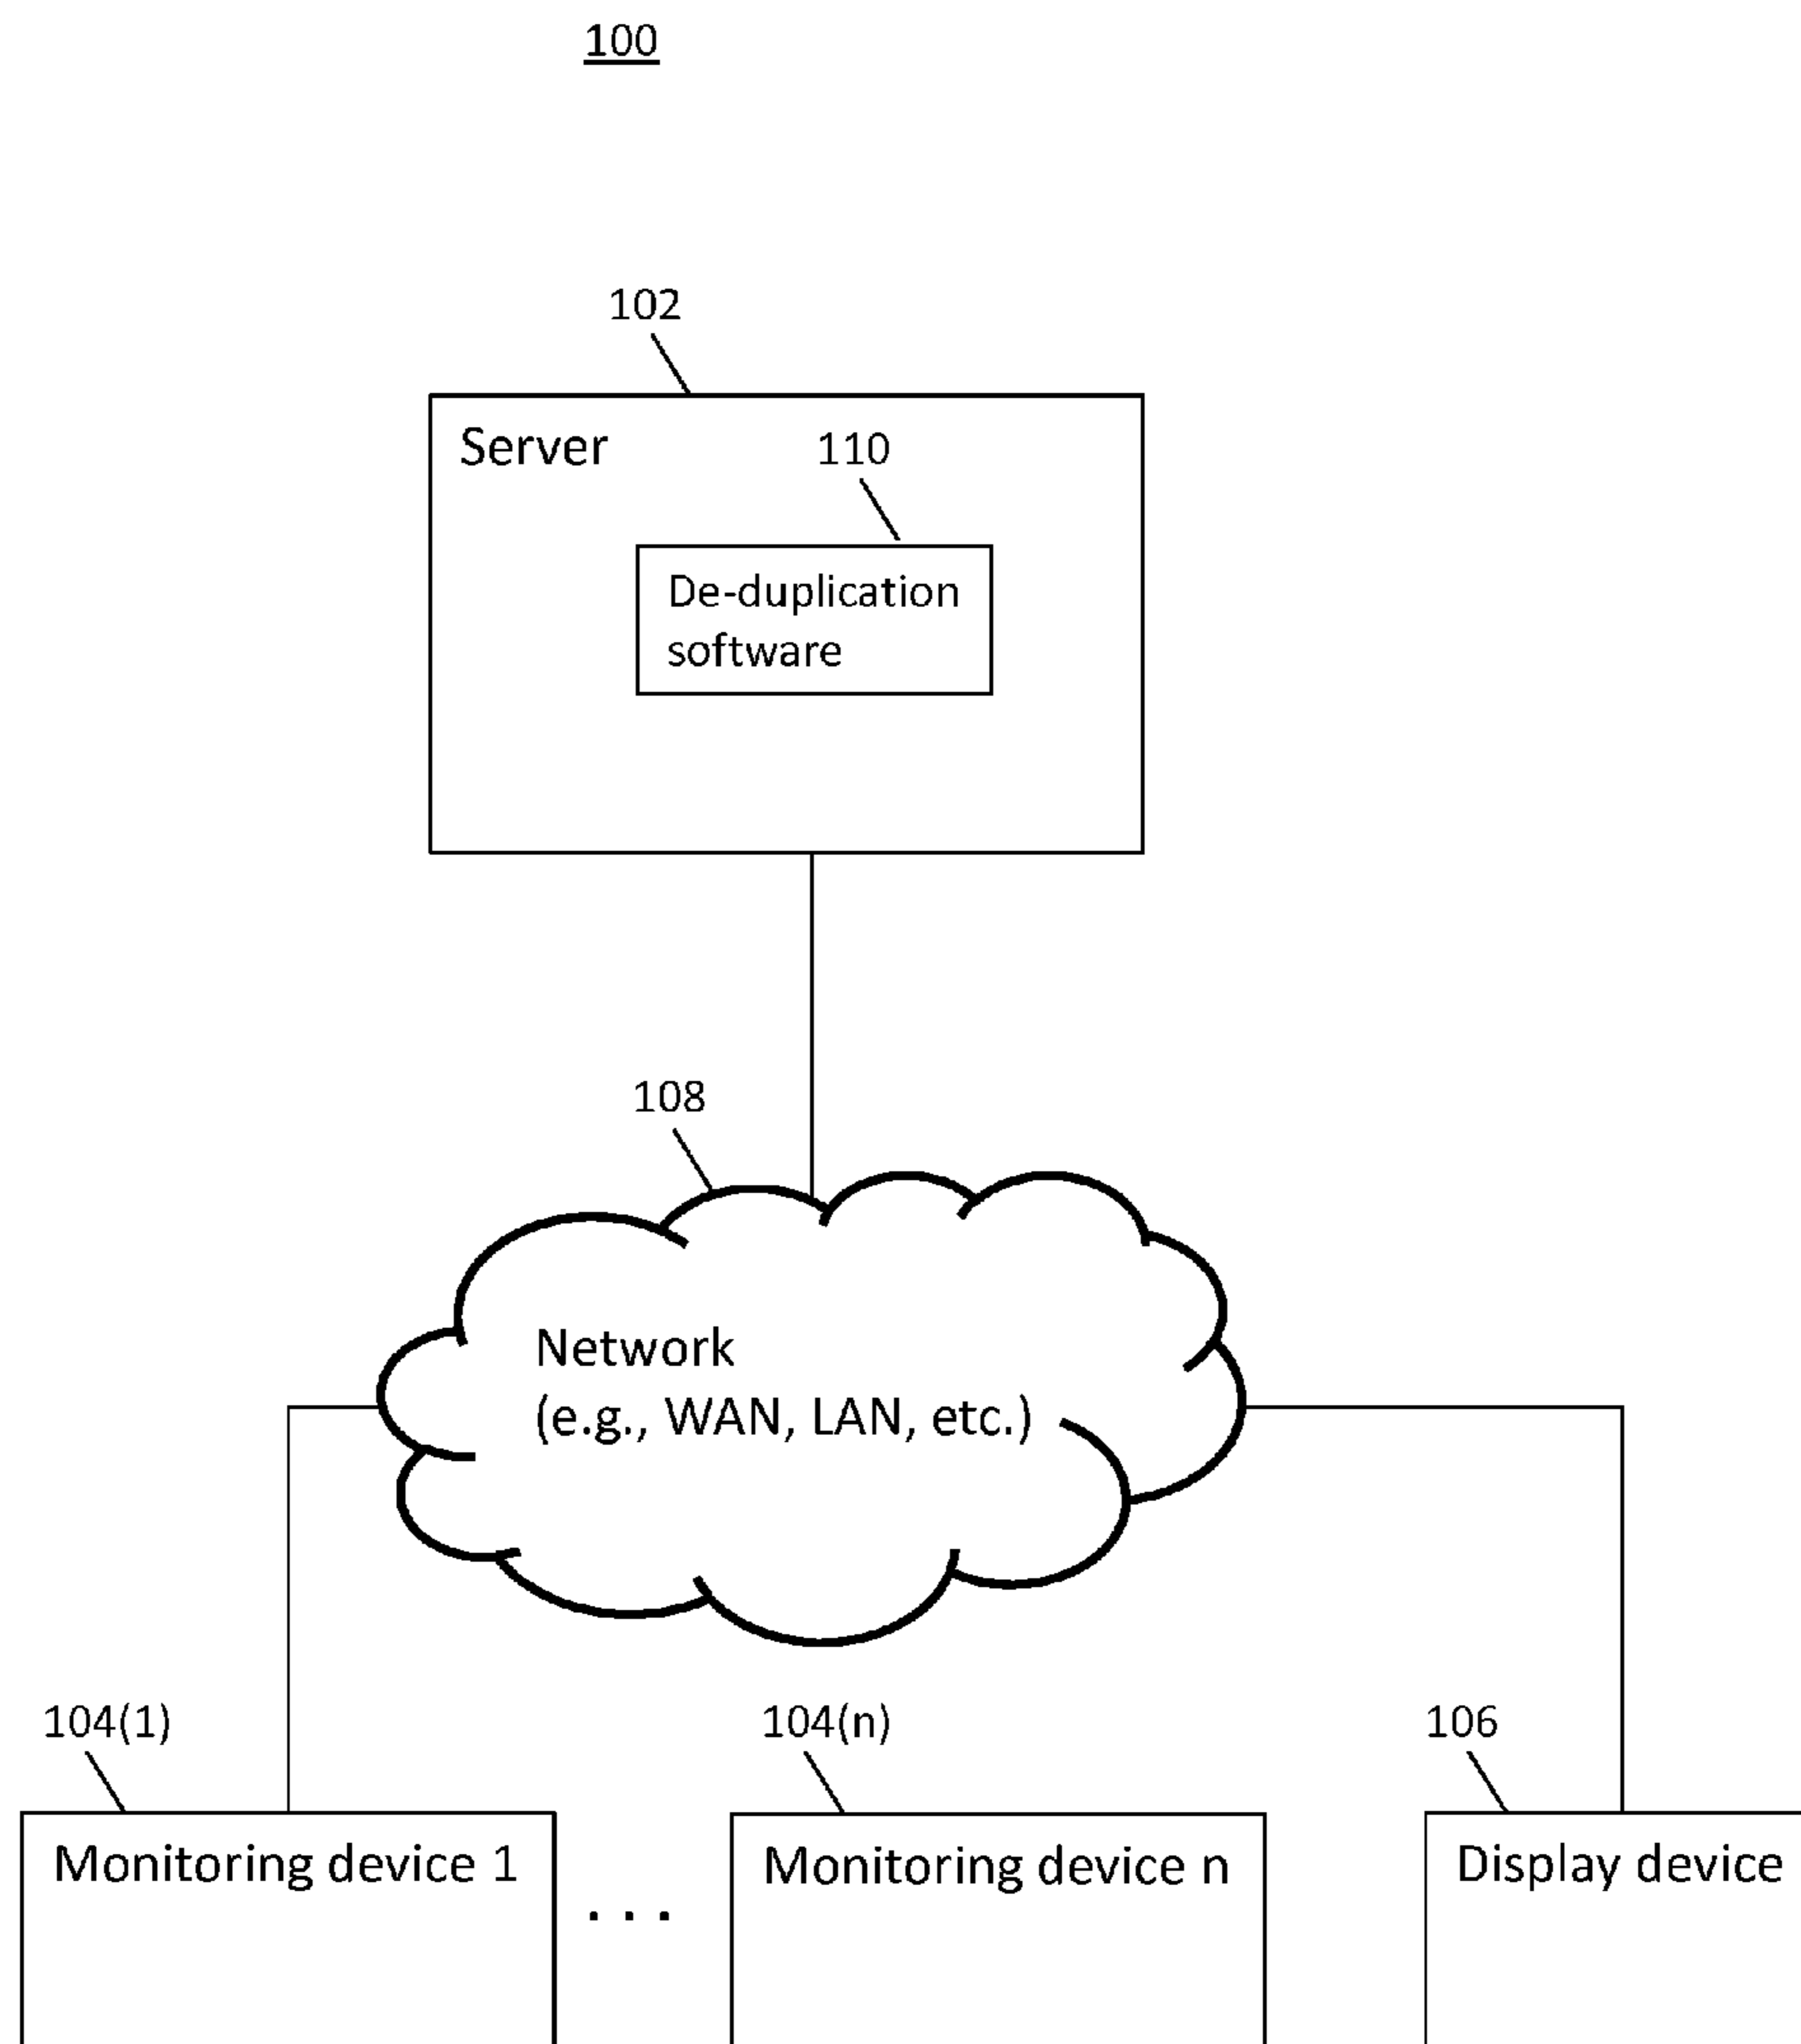 100
102
Server
110
De-duplication
software
108
Network
(e.g., WAN, LAN, etc.)
104(1)
104(n)
106
Monitoring device 1
. . .
Monitoring device n
Display device